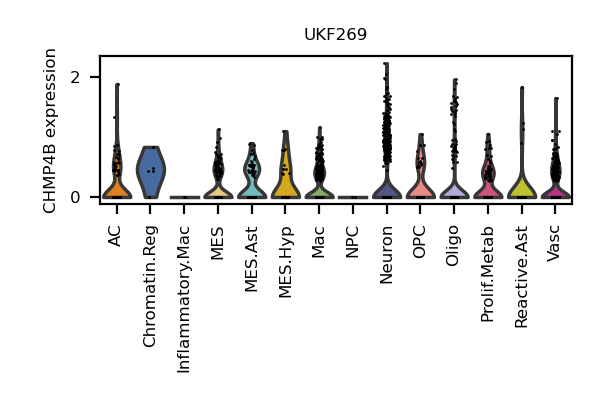 UKF269
CHMP4B expression
2
0
AC
Chromatin.Reg
Inflammatory.Mac
MES
MES.Ast
MES.Hyp
Mac
NPC
Neuron
OPC
Oligo
Prolif.Metab
Reactive.Ast
Vasc